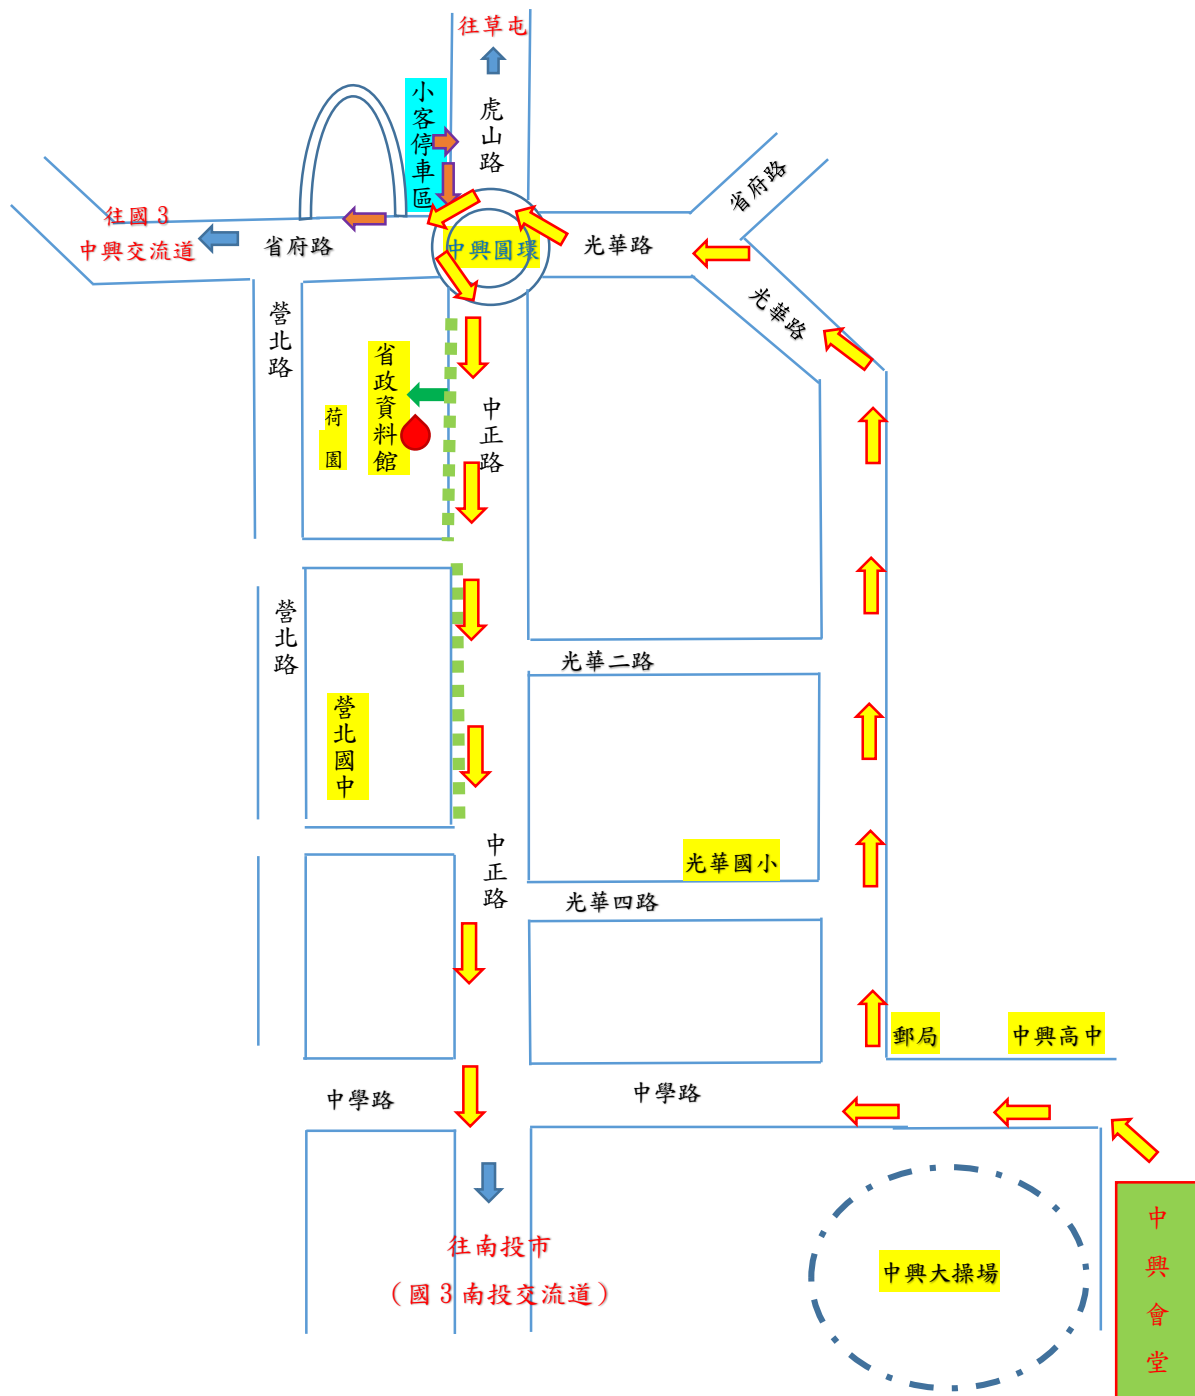 往草屯
小客停車區
虎山路
省府路
往國3
中興交流道
省府路
中興圓環
光華路
光華路
營北路
省政資料館
荷園
中正路
營北路
光華二路
營北國中
中正路
光華國小
光華四路
郵局
中興高中
中學路
中學路
往南投市
（國3南投交流道）
中興大操場
中興會堂